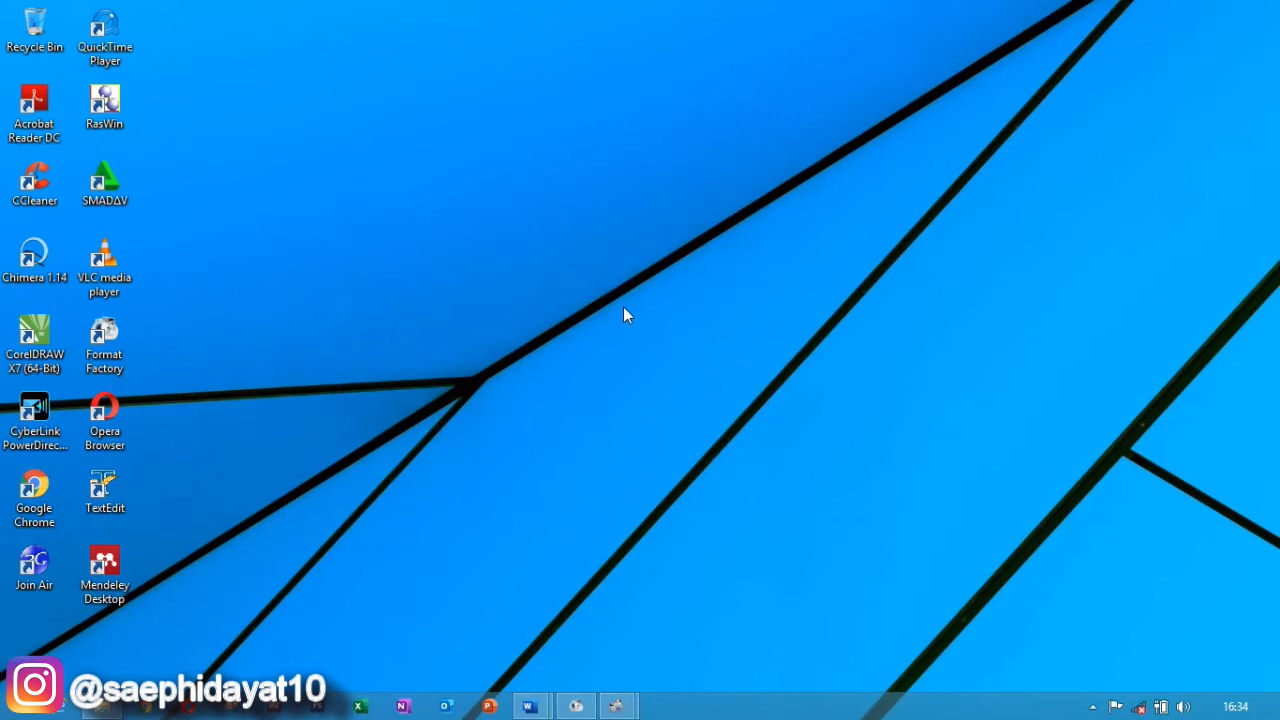 Recycle Bin
QuickTime
Player
Acrobat
Reader DC
RasWin
CCleaner
SMADΔV
Chimera 1.14
VLC media
player
CorelDRAW
X7 (64-Bit)
Format
Factory
CyberLink
PowerDirec...
Opera
Browser
Google
Chrome
TextEdit
Join Air
Mendeley
Desktop
@saephidayat10
16:34